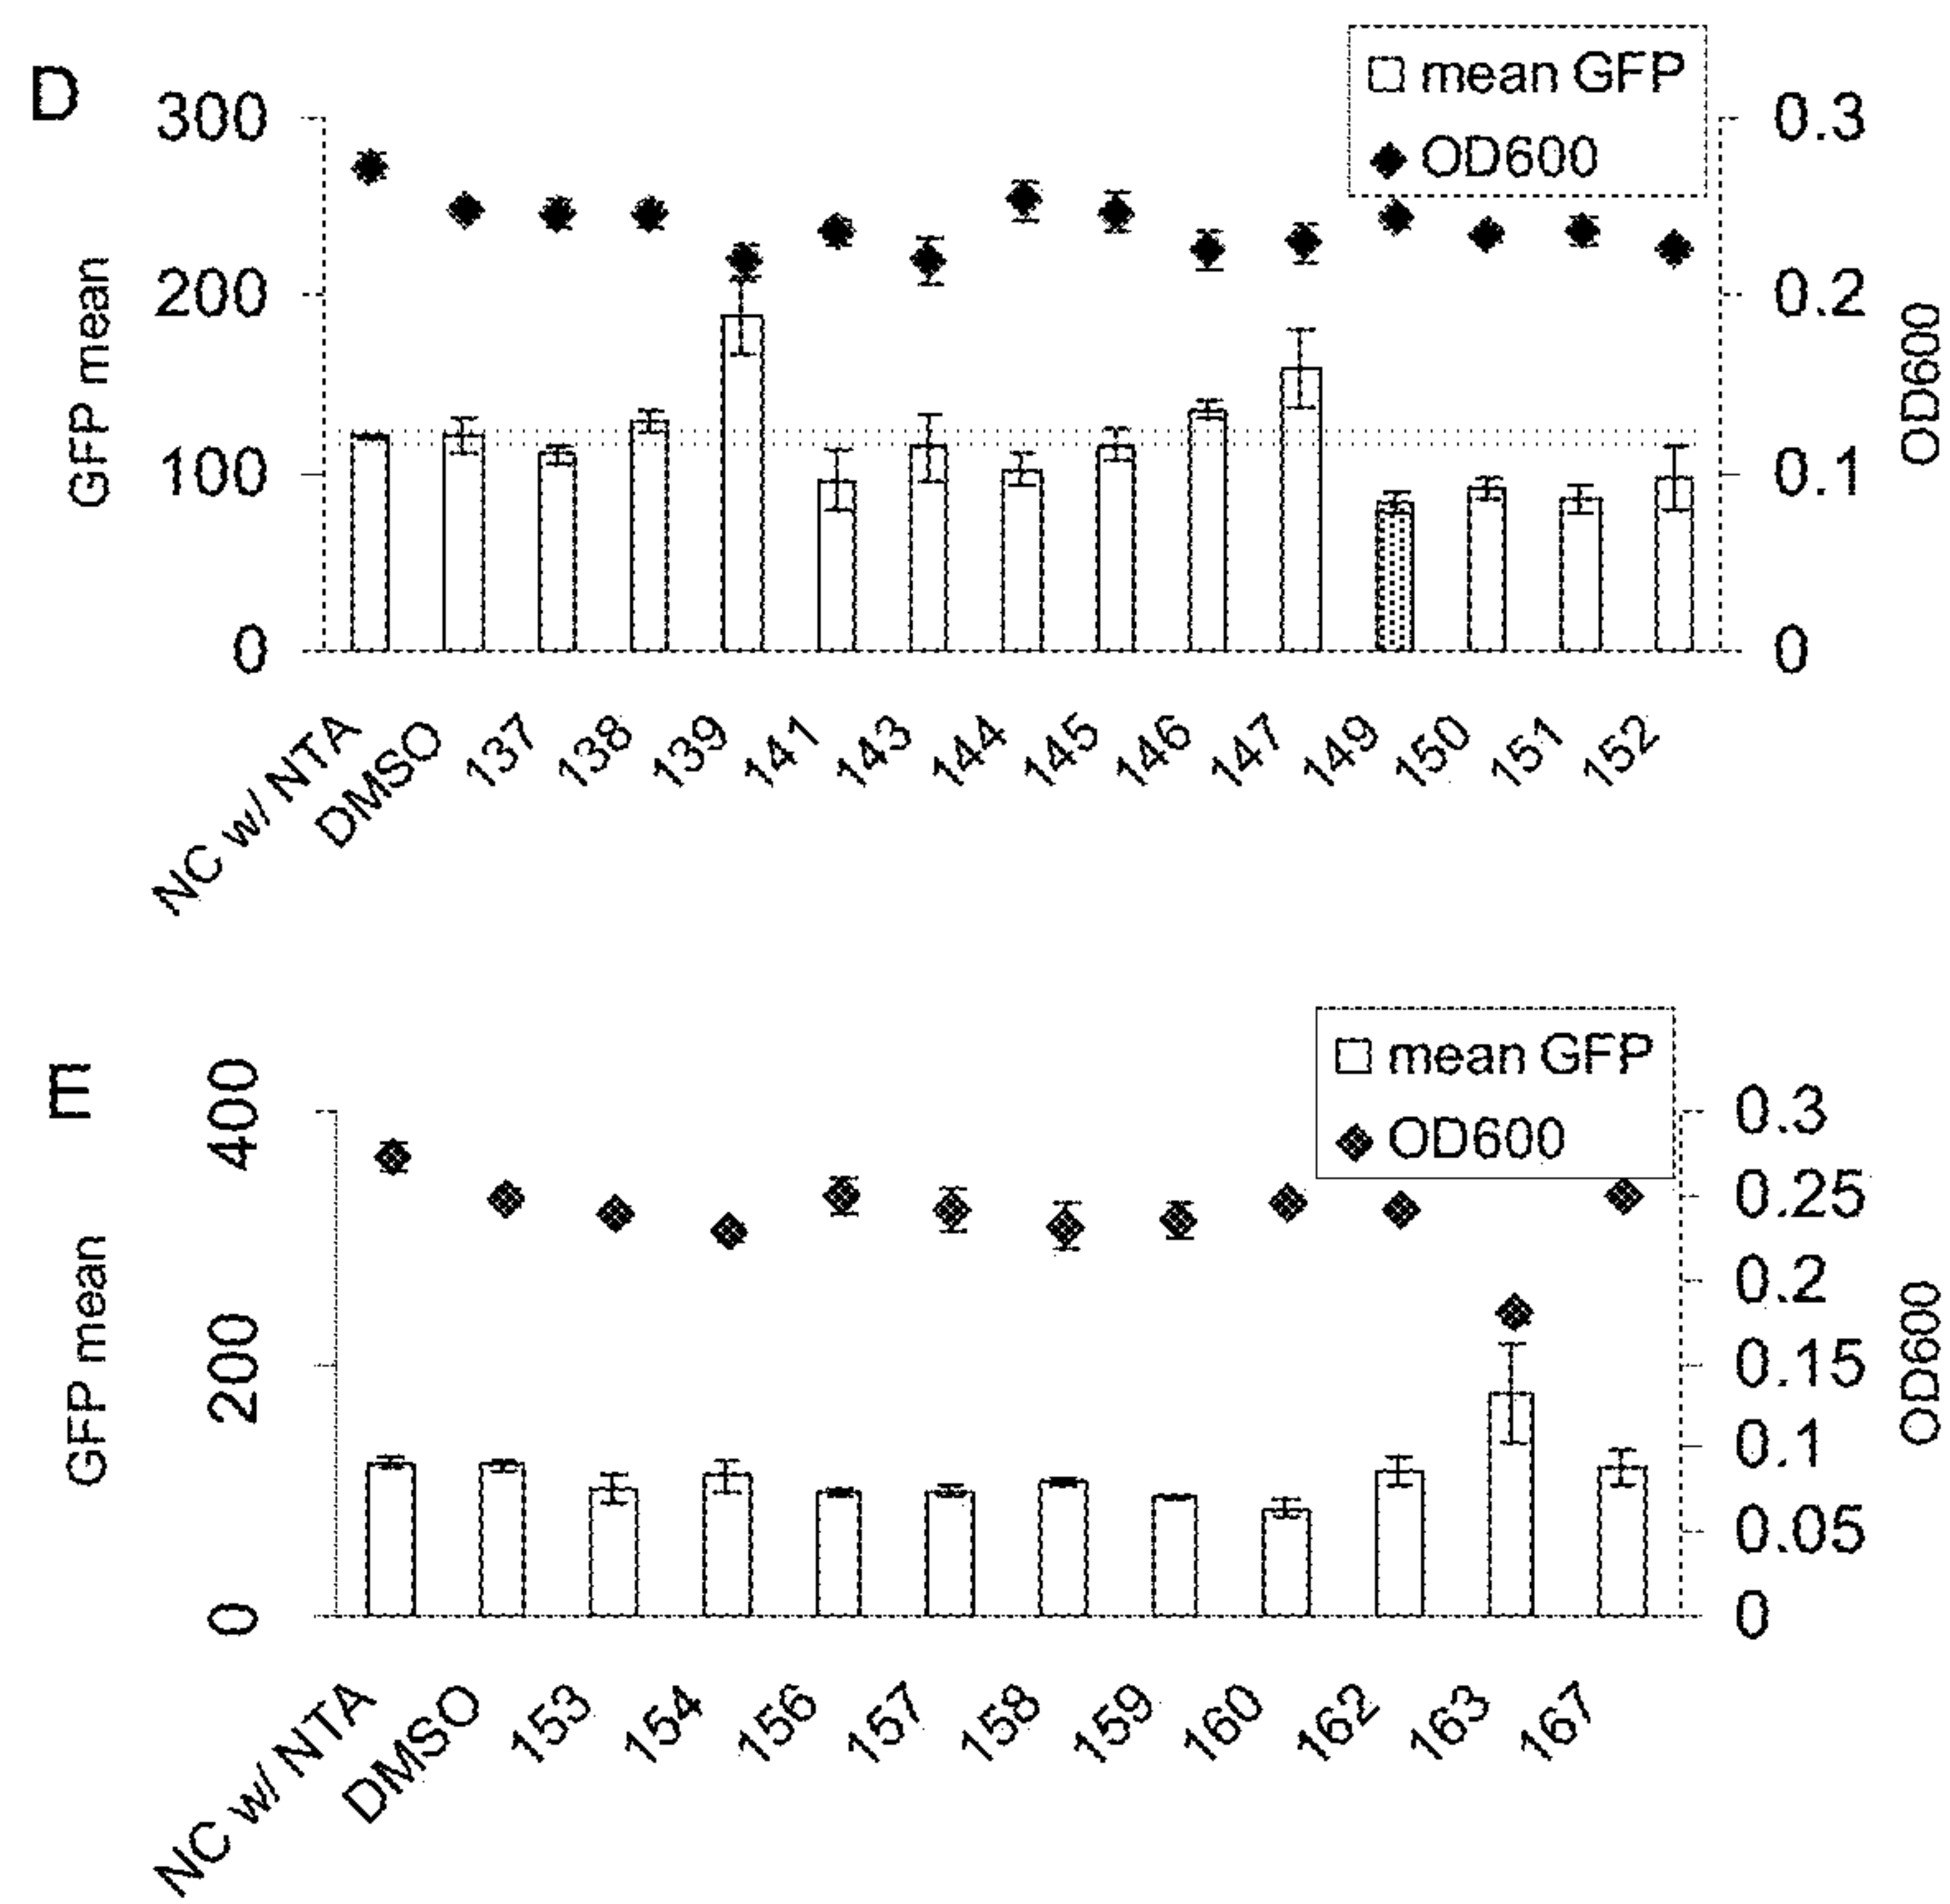 D
mean GFP
OD600
300
200
100
0
GFP mean
0.3
0.2
0.1
0
OD600
NC w/ NTA
DMSO
137
138
139
141
143
144
145
146
147
149
150
151
152
E
mean GFP
OD600
400
200
0
GFP mean
0.3
0.25
0.2
0.15
0.1
0.05
0
OD600
NC w/ NTA
DMSO
153
154
156
157
158
159
160
162
163
167